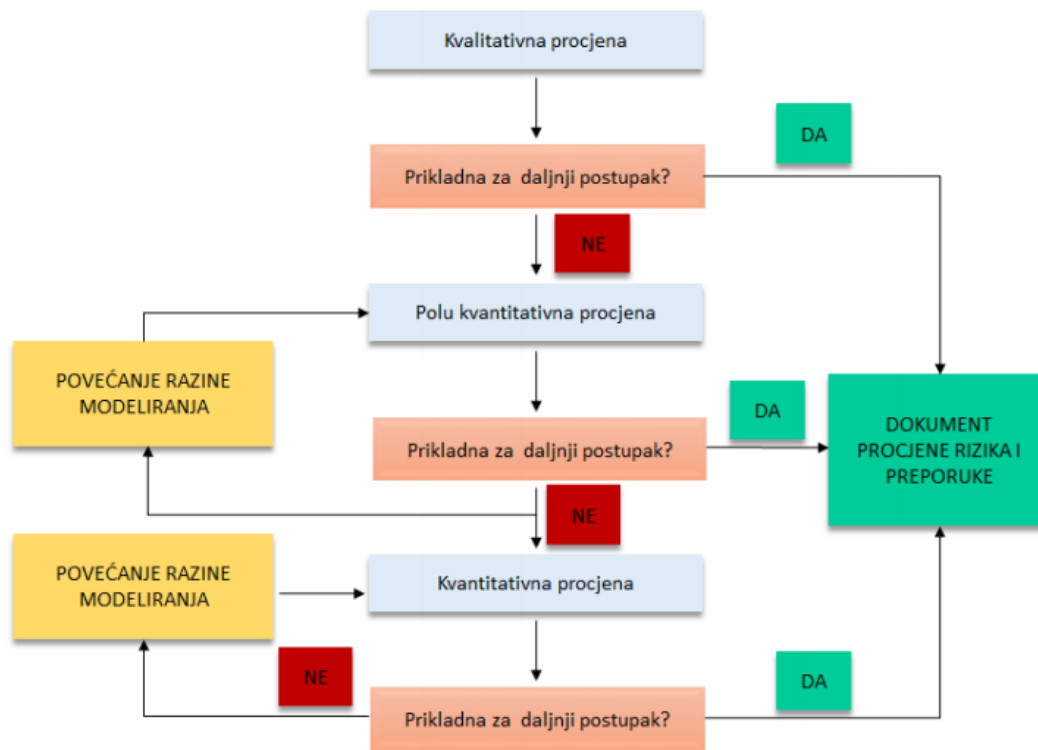 Kvalitativna procjena
DA
Prikladna za daljnji postupak?
NE
Polu kvantitativna procjena
POVEĆANJE RAZINE
MODELIRANJA
DA
DOKUMENT
PROCJENE RIZIKA I
PREPORUKE
Prikladna za daljnji postupak?
NE
POVEĆANJE RAZINE
MODELIRANJA
Kvantitativna procjena
NE
DA
Prikladna za daljnji postupak?